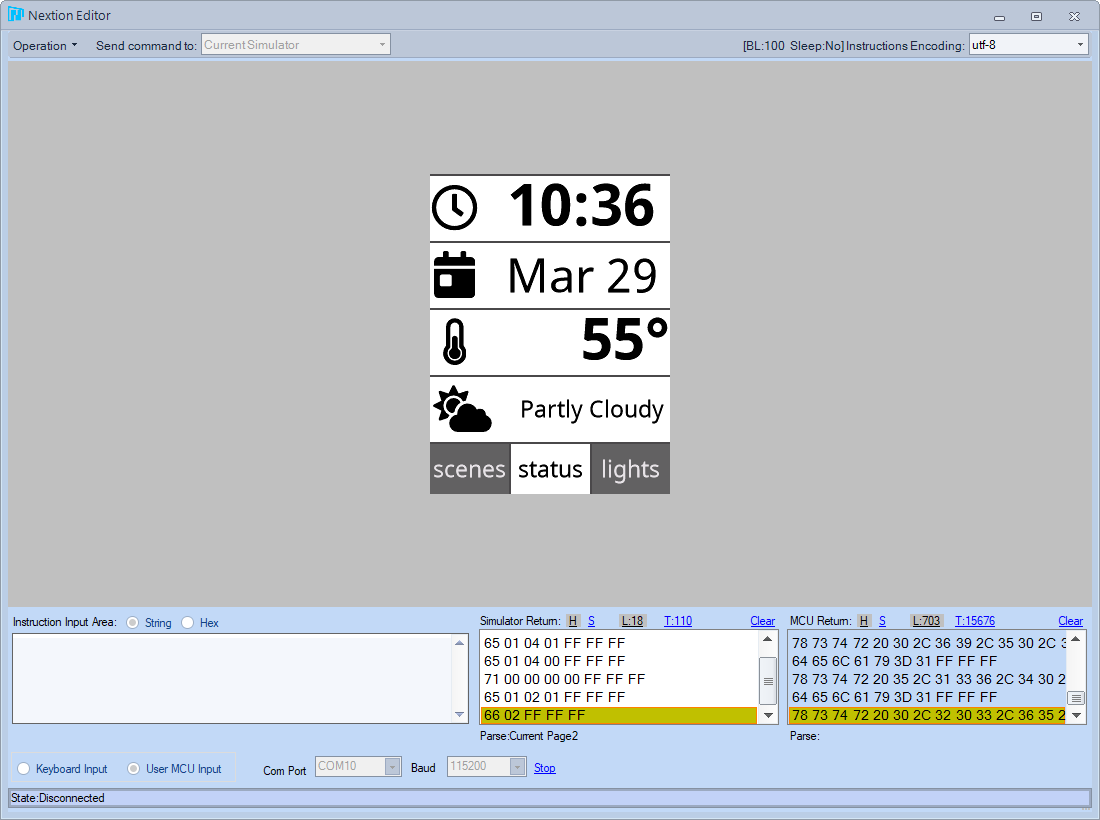 Nextion Editor
Operation Send command to: CurrentSimulator [BL:100 Sleep:No] Instructions Encoding: utf-8
10:36
Mar 29
55°
Partly Cloudy
scenes status lights
Instruction Input Area: String Hex
Simulator Return: H S L:18 T:110 Clear
65 01 04 01 FF FF FF
65 01 04 00 FF FF FF
71 00 00 00 00 FF FF FF
65 01 02 01 FF FF FF
66 02 FF FF FF
Parse:Current Page2
MCU Return: H S L:703 T:15676 Clear
78 73 74 72 20 30 2C 36 39 2C 35 30 2C
64 65 6C 61 79 3D 31 FF FF FF
78 73 74 72 20 35 2C 31 33 36 2C 34 30 2
64 65 6C 61 79 3D 31 FF FF FF
78 73 74 72 20 30 2C 32 30 33 2C 36 35 2
Parse:
Keyboard Input User MCU Input Com Port COM10 Baud 115200 Stop
State:Disconnected